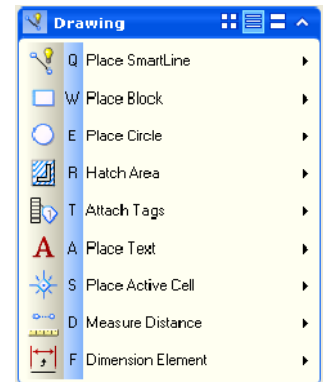 Drawing
Q Place SmartLine
W Place Block
E Place Circle
R Hatch Area
T Attach Tags
A Place Text
S Place Active Cell
D Measure Distance
F Dimension Element